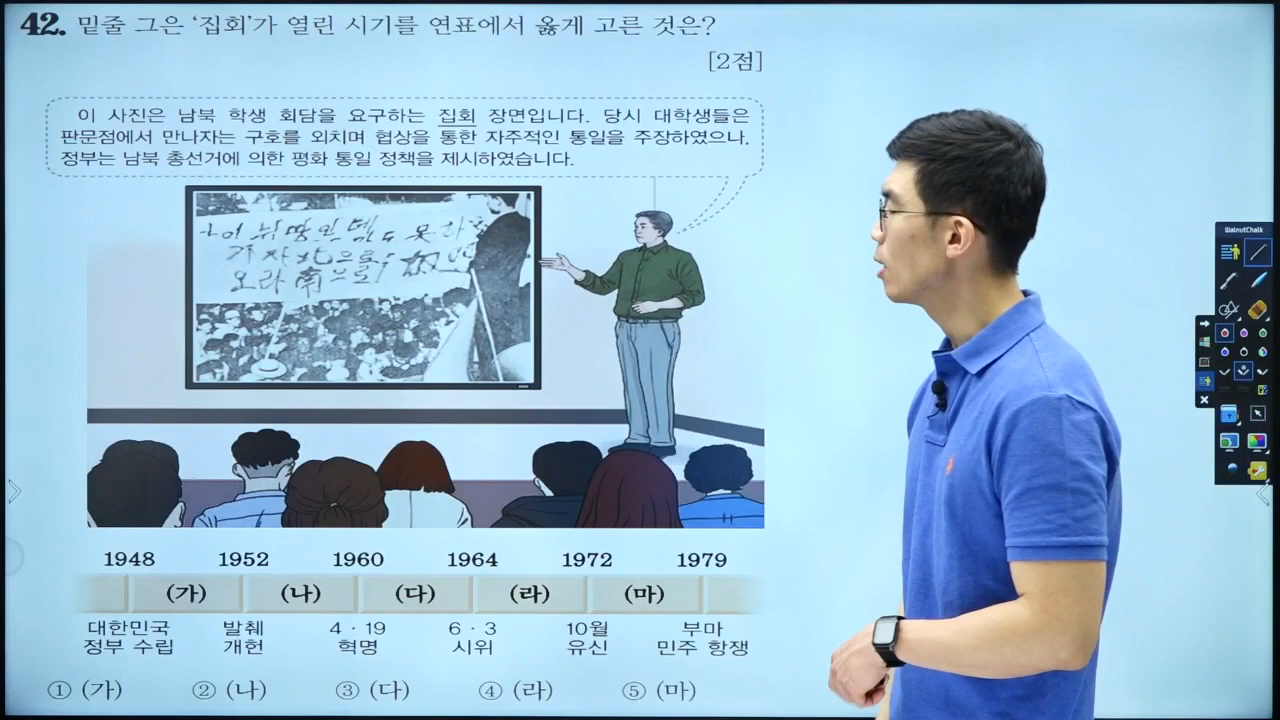 42. 밑줄 그은 ‘집회’가 열린 시기를 연표에서 옳게 고른 것은?
[2점]
이 사진은 남북 학생 회담을 요구하는 집회 장면입니다. 당시 대학생들은
판문점에서 만나자는 구호를 외치며 협상을 통한 자주적인 통일을 주장하였으나,
정부는 남북 총선거에 의한 평화 통일 정책을 제시하였습니다.
이 땅 뉘
가자 北으로!
오라 南으로!
WalnutChalk
1948 1952 1960 1964 1972 1979
(가) (나) (다) (라) (마)
대한민국 발췌 4·19 6·3 10월 부마
정부 수립 개헌 혁명 시위 유신 민주 항쟁
① (가) ② (나) ③ (다) ④ (라) ⑤ (마)